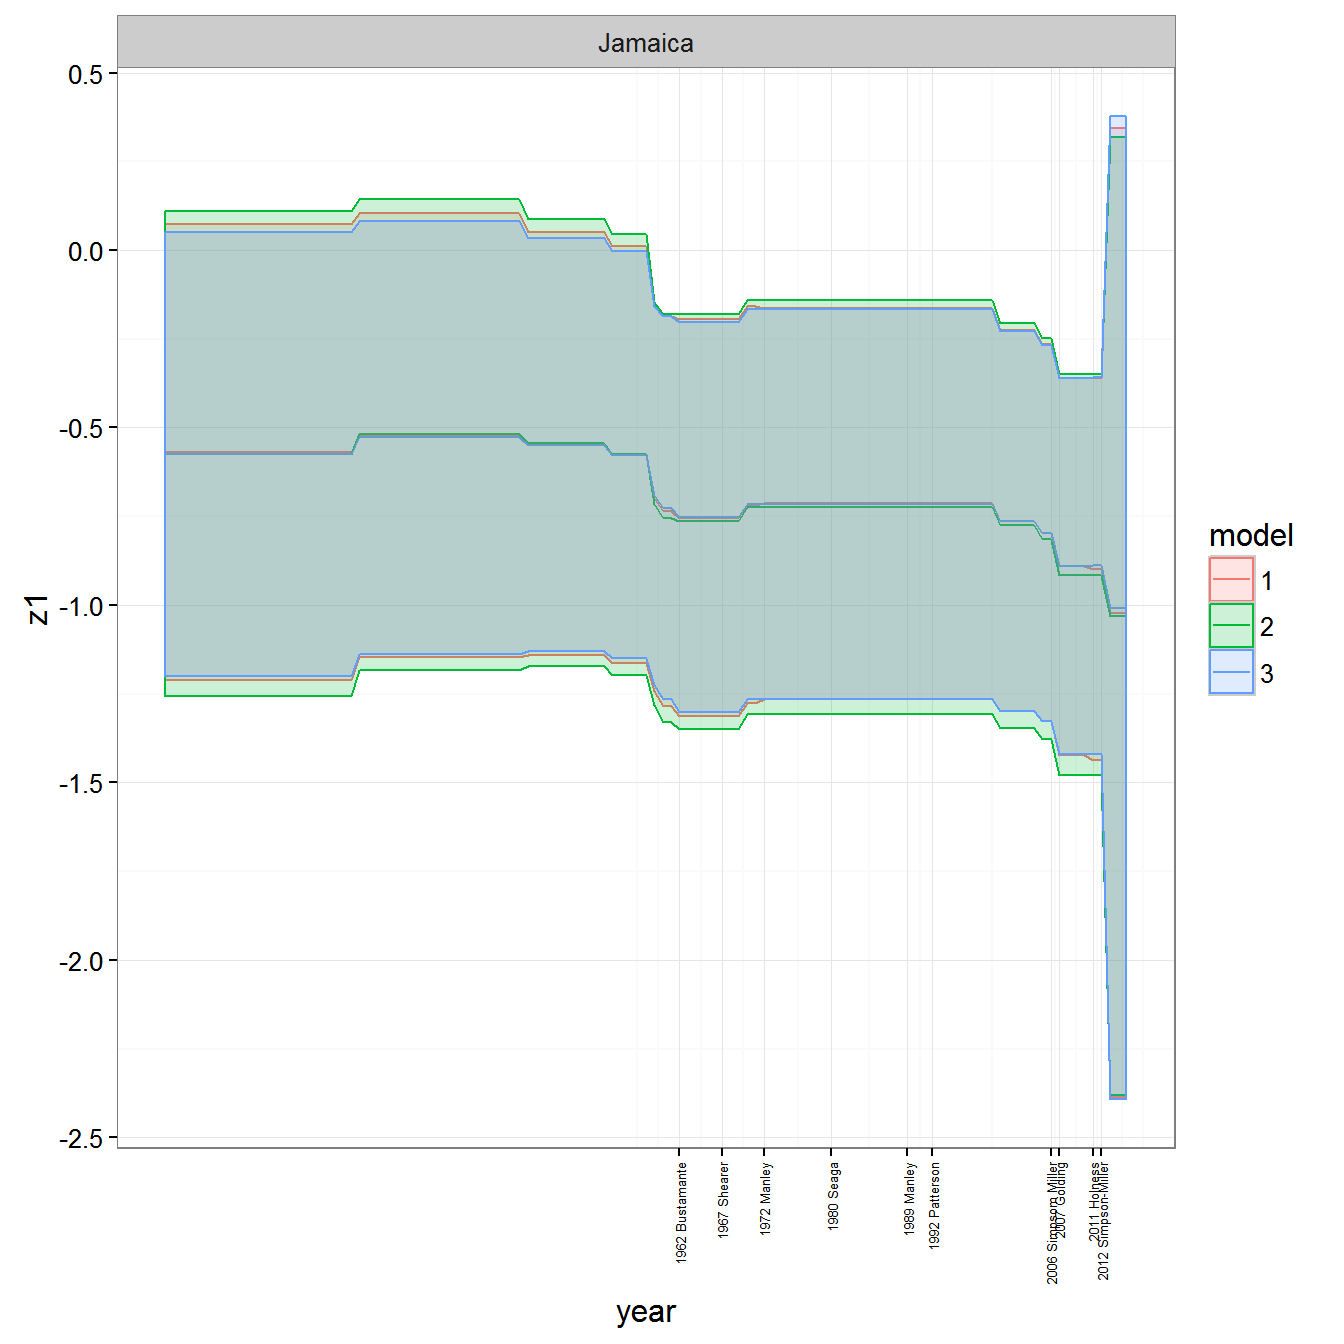 Jamaica
0.5
0.0
-0.5
-1.0
-1.5
-2.0
-2.5
z1
1962 Bustamante
1967 Shearer
1972 Manley
1980 Seaga
1989 Manley
1992 Patterson
2006 Simpson Miller
2007 Golding
2011 Holness
2012 Simpson-Miller
year
model
1
2
3